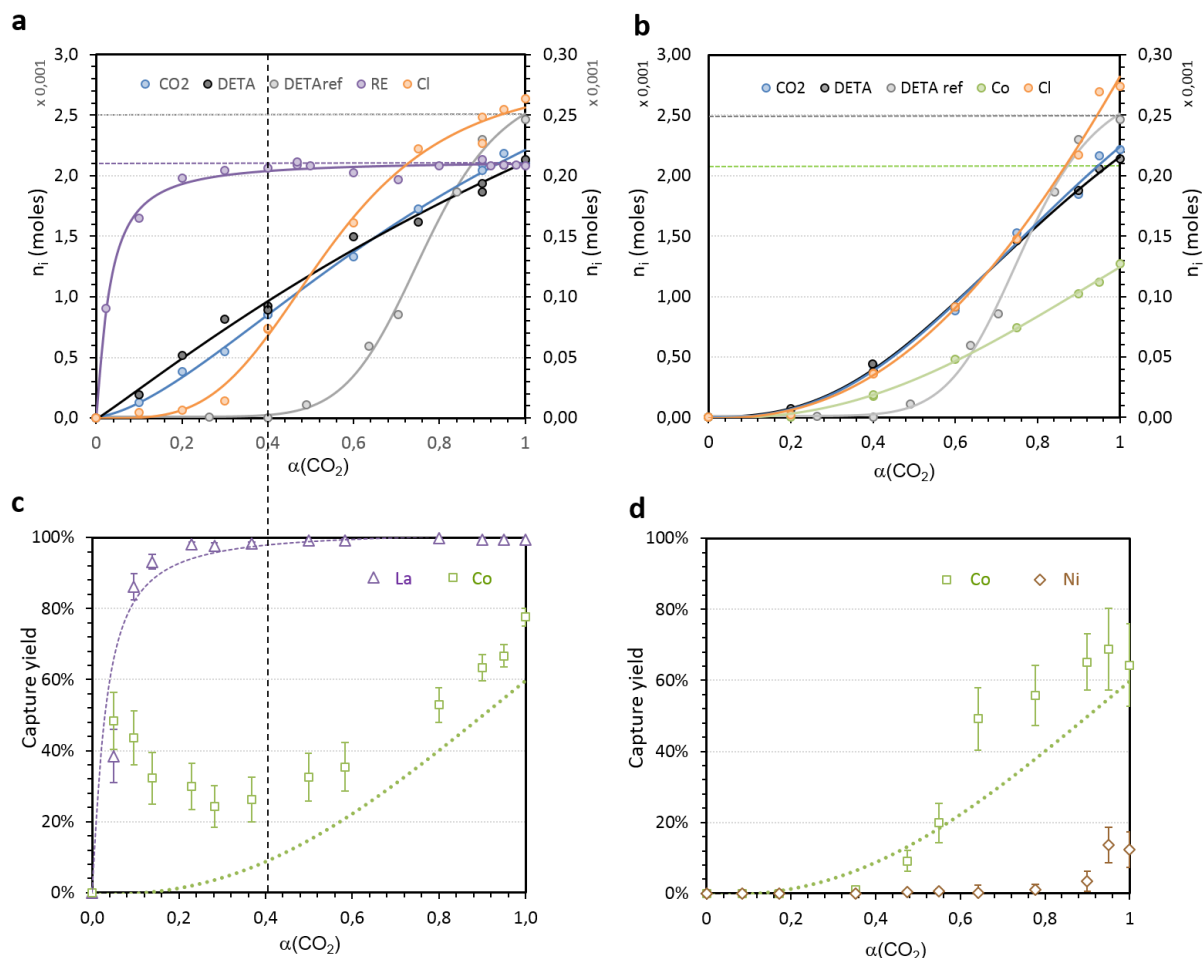 a
b
3,0
2,5
2,0
1,5
1,0
0,5
0,0
x 0,001
n_i (moles)
CO2 DETA DETAref RE Cl
0,30
0,25
0,20
0,15
0,10
0,05
0,00
x 0,001
n_i (moles)
0 0,2 0,4 0,6 0,8 1
α(CO₂)
3,00
2,50
2,00
1,50
1,00
0,50
0,00
x 0,001
n_i (moles)
CO2 DETA DETA ref Co Cl
0,30
0,25
0,20
0,15
0,10
0,05
0,00
x 0,001
n_i (moles)
0 0,2 0,4 0,6 0,8 1
α(CO₂)
c
d
100%
80%
60%
40%
20%
0%
Capture yield
La Co
0,0 0,2 0,4 0,6 0,8 1,0
α(CO₂)
100%
80%
60%
40%
20%
0%
Capture yield
Co Ni
0 0,2 0,4 0,6 0,8 1
α(CO₂)